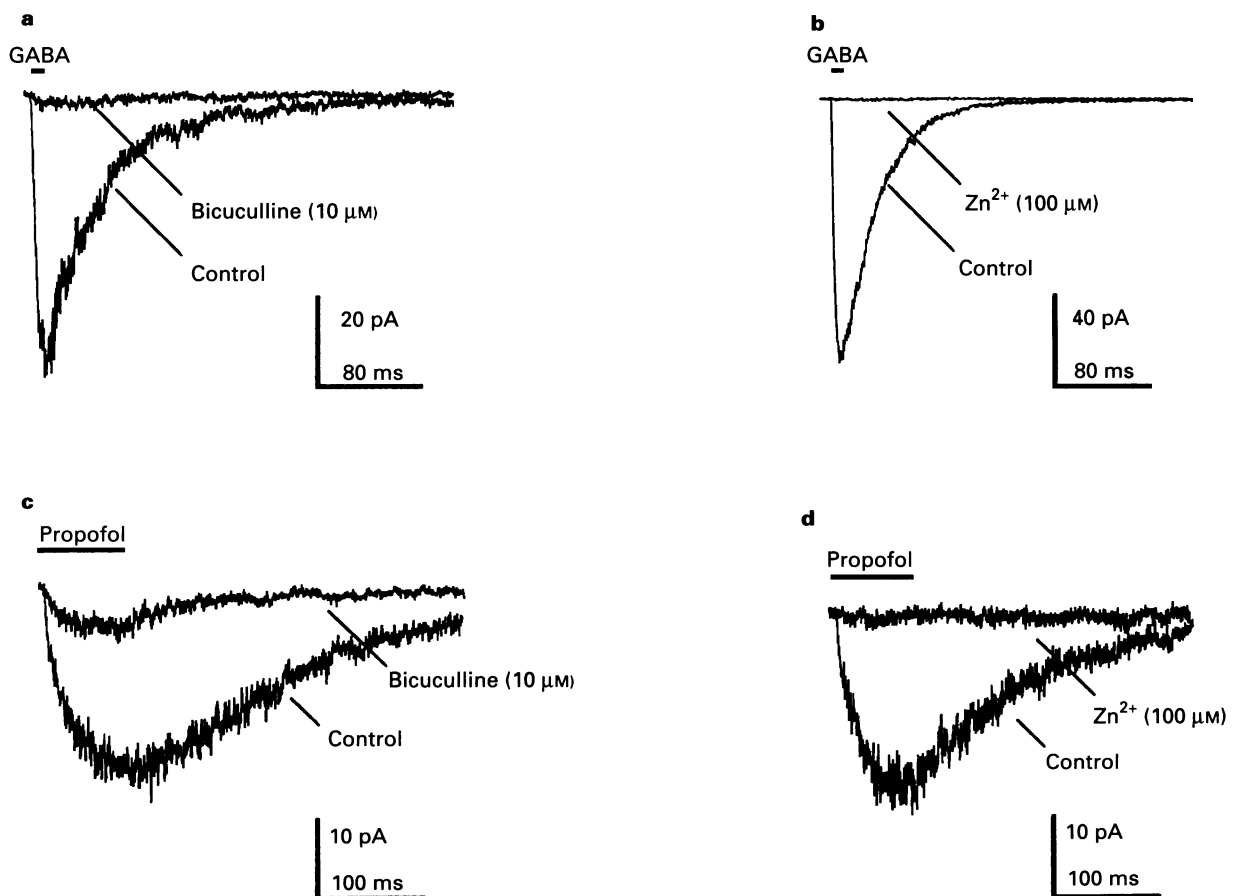 a
GABA
Bicuculline (10 μM)
Control
20 pA
80 ms
b
GABA
Zn²⁺ (100 μM)
Control
40 pA
80 ms
c
Propofol
Bicuculline (10 μM)
Control
10 pA
100 ms
d
Propofol
Zn²⁺ (100 μM)
Control
10 pA
100 ms